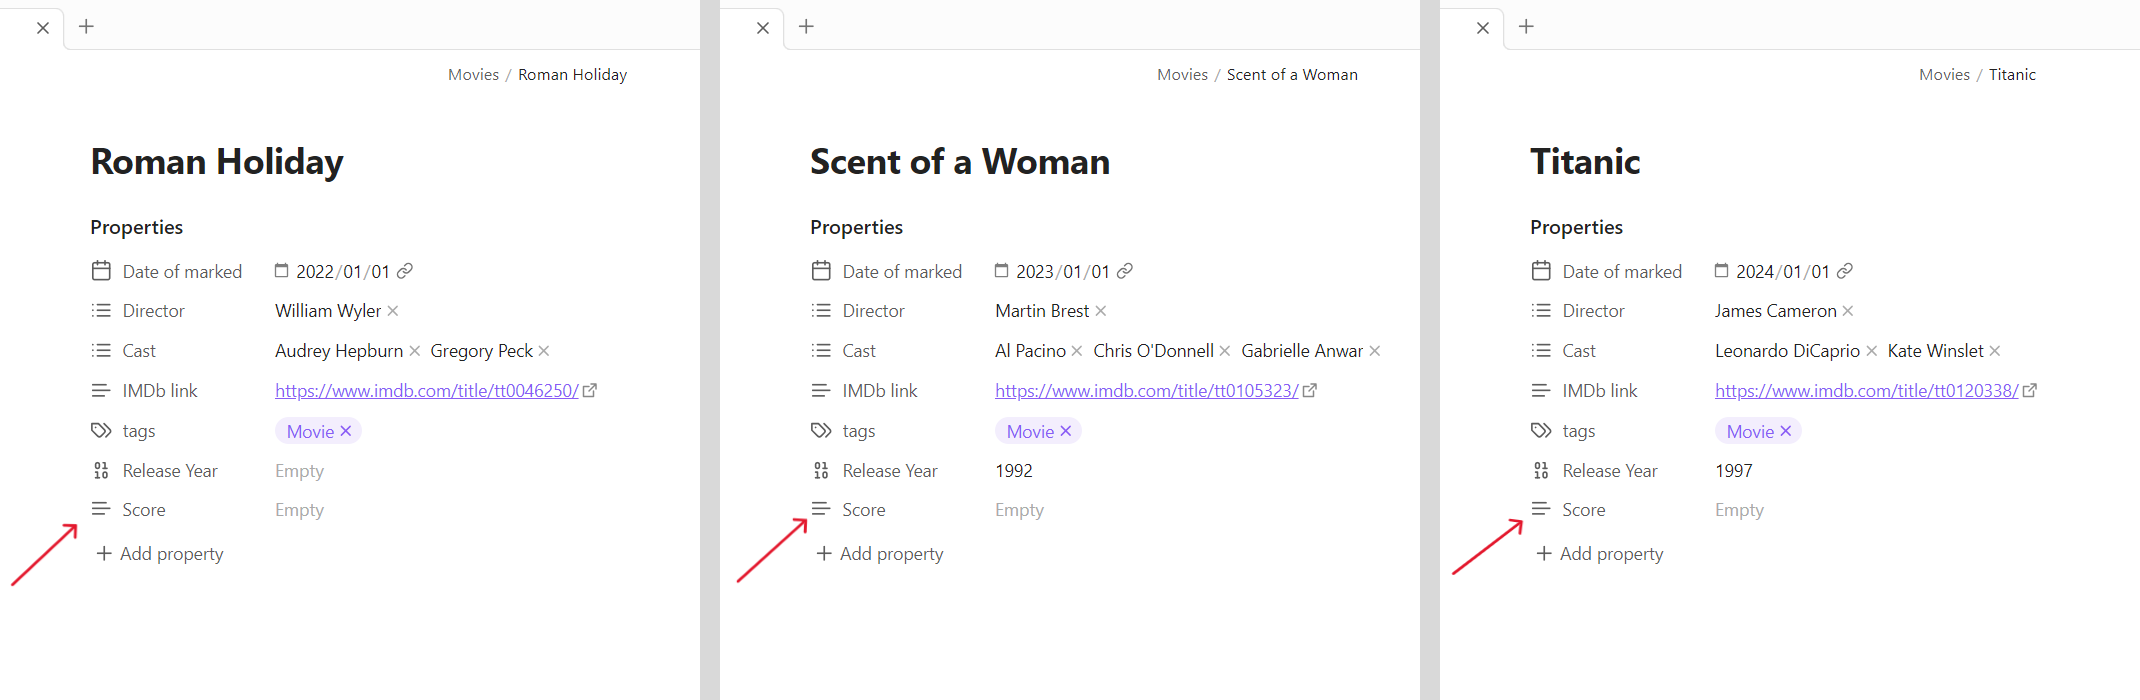 Movies / Roman Holiday
Roman Holiday
Properties
Date of marked 2022/01/01
Director William Wyler
Cast Audrey Hepburn Gregory Peck
IMDb link https://www.imdb.com/title/tt0046250/
tags Movie
Release Year Empty
Score Empty
Add property
Movies / Scent of a Woman
Scent of a Woman
Properties
Date of marked 2023/01/01
Director Martin Brest
Cast Al Pacino Chris O'Donnell Gabrielle Anwar
IMDb link https://www.imdb.com/title/tt0105323/
tags Movie
Release Year 1992
Score Empty
Add property
Movies / Titanic
Titanic
Properties
Date of marked 2024/01/01
Director James Cameron
Cast Leonardo DiCaprio Kate Winslet
IMDb link https://www.imdb.com/title/tt0120338/
tags Movie
Release Year 1997
Score Empty
Add property